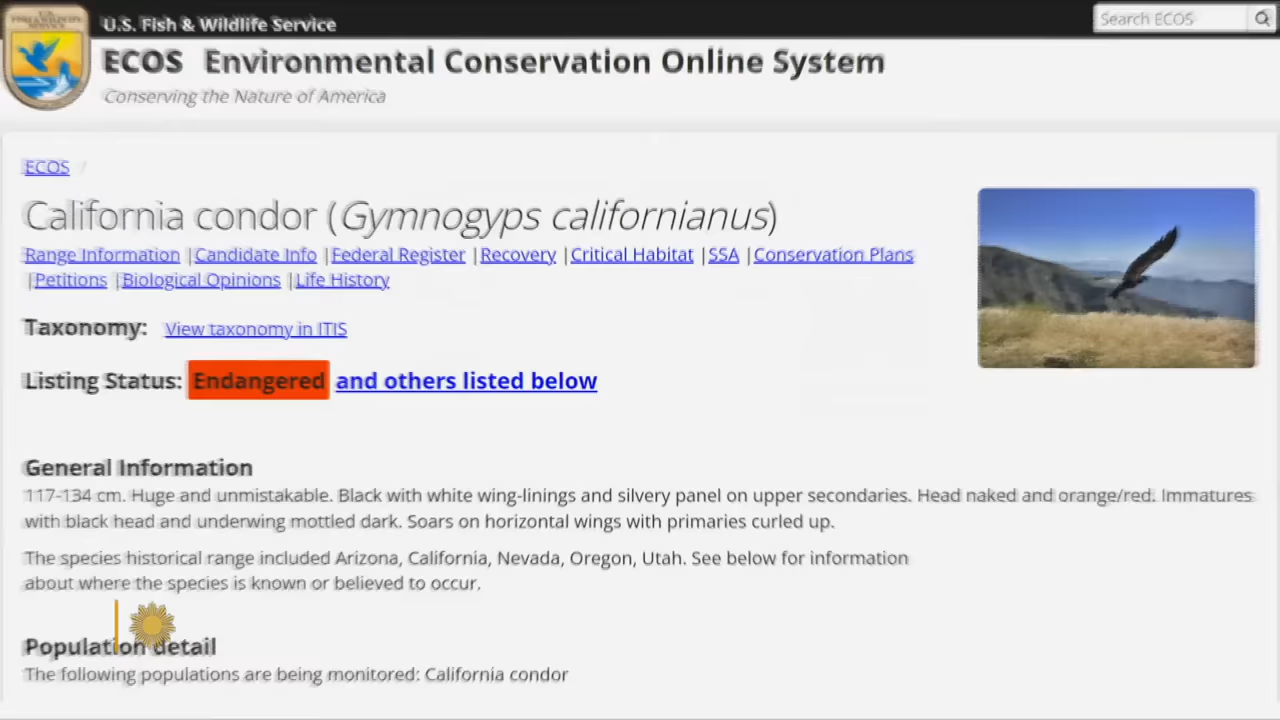 U.S.
FISH & WILDLIFE
SERVICE
U.S. Fish & Wildlife Service
Search ECOS
ECOS Environmental Conservation Online System
Conserving the Nature of America
ECOS /
California condor (Gymnogyps californianus)
Range Information | Candidate Info | Federal Register | Recovery | Critical Habitat | SSA | Conservation Plans
| Petitions | Biological Opinions | Life History
Taxonomy: View taxonomy in ITIS
Listing Status: Endangered and others listed below
General Information
117-134 cm. Huge and unmistakable. Black with white wing-linings and silvery panel on upper secondaries. Head naked and orange/red. Immatures
with black head and underwing mottled dark. Soars on horizontal wings with primaries curled up.
The species historical range included Arizona, California, Nevada, Oregon, Utah. See below for information
about where the species is known or believed to occur.
Population detail
The following populations are being monitored: California condor